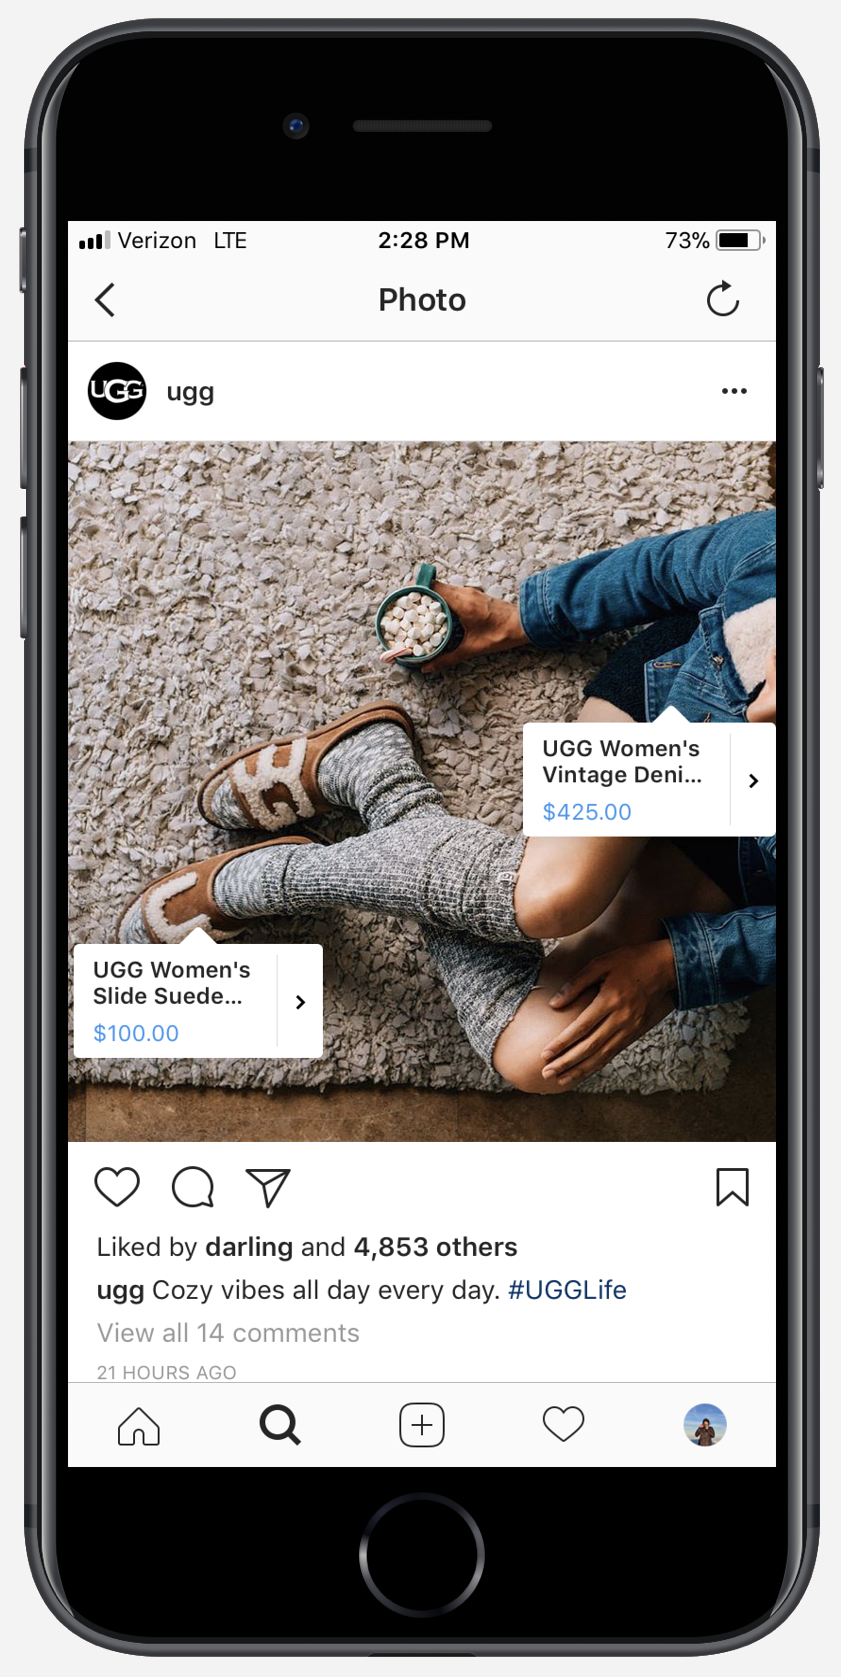 Verizon LTE 2:28 PM 73%
Photo
UGG ugg
UGG Women's
Vintage Deni...
$425.00
UGG Women's
Slide Suede...
$100.00
Liked by darling and 4,853 others
ugg Cozy vibes all day every day. #UGGLife
View all 14 comments
21 HOURS AGO